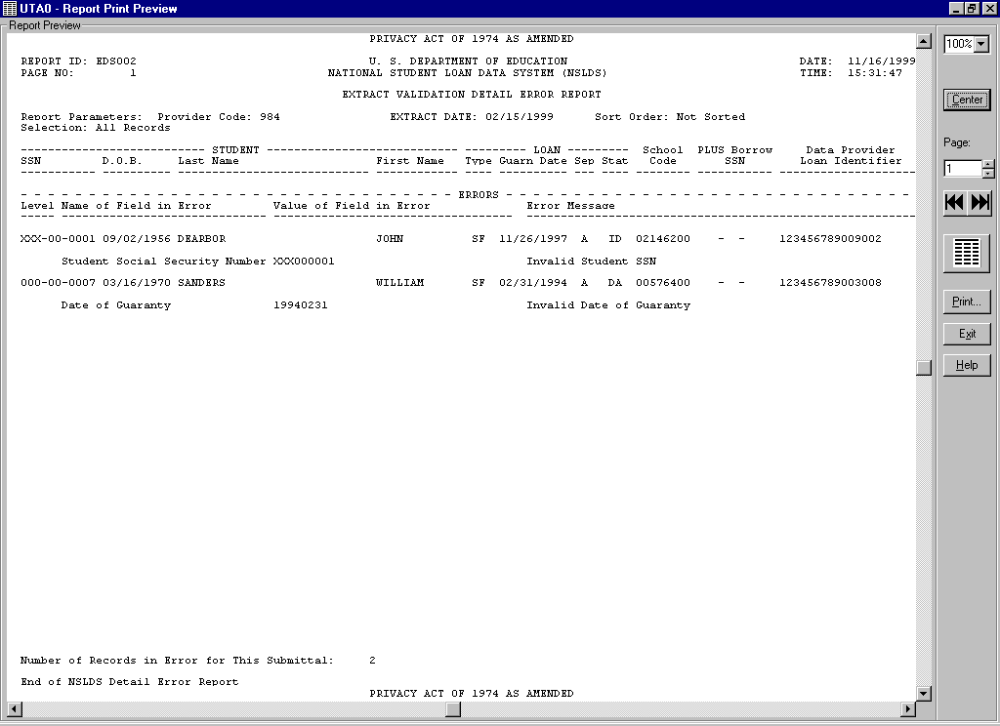 UTA0 - Report Print Preview
Report Preview
PRIVACY ACT OF 1974 AS AMENDED
REPORT ID: EDS002 U. S. DEPARTMENT OF EDUCATION DATE: 11/16/1999
PAGE NO: 1 NATIONAL STUDENT LOAN DATA SYSTEM (NSLDS) TIME: 15:31:47
EXTRACT VALIDATION DETAIL ERROR REPORT
Report Parameters: Provider Code: 984 EXTRACT DATE: 02/15/1999 Sort Order: Not Sorted
Selection: All Records
STUDENT LOAN School PLUS Borrow Data Provider
SSN D.O.B. Last Name First Name Type Guarn Date Sep Stat Code SSN Loan Identifier
ERRORS
Level Name of Field in Error Value of Field in Error Error Message
XXX-00-0001 09/02/1956 DEARBOR JOHN SF 11/26/1997 A ID 02146200 - - 123456789009002
Student Social Security Number XXX000001 Invalid Student SSN
000-00-0007 03/16/1970 SANDERS WILLIAM SF 02/31/1994 A DA 00576400 - - 123456789003008
Date of Guaranty 19940231 Invalid Date of Guaranty
Number of Records in Error for This Submittal: 2
End of NSLDS Detail Error Report
PRIVACY ACT OF 1974 AS AMENDED
100%
Center
Page:
1
Print...
Exit
Help